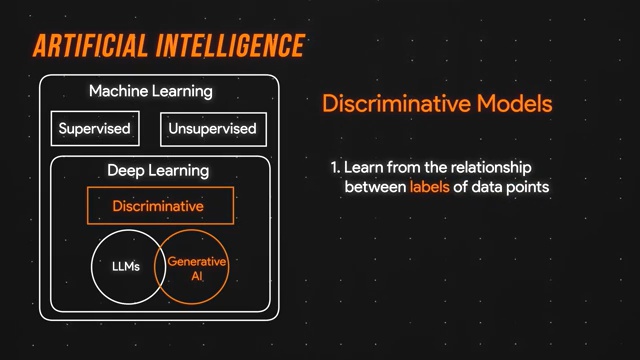 ARTIFICIAL INTELLIGENCE
Machine Learning
Supervised
Unsupervised
Deep Learning
Discriminative
LLMs
Generative
AI
Discriminative Models
1. Learn from the relationship
between labels of data points